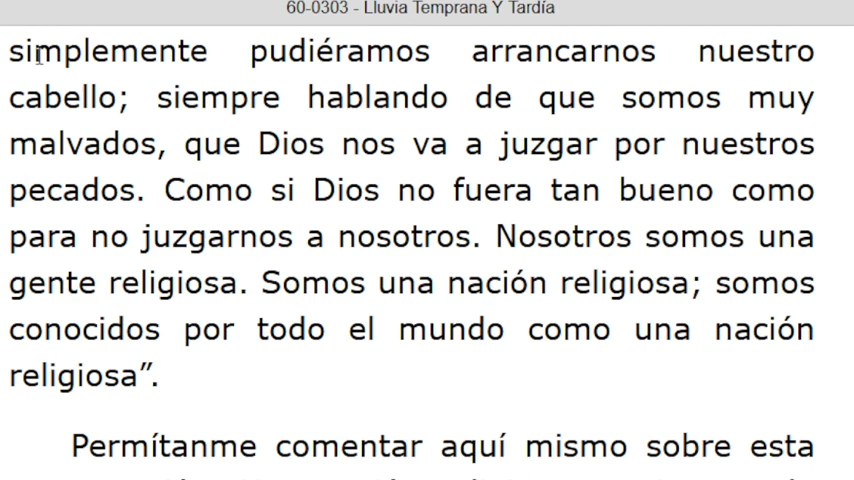 60-0303 - Lluvia Temprana Y Tardía
simplemente pudiéramos arrancarnos nuestro
cabello; siempre hablando de que somos muy
malvados, que Dios nos va a juzgar por nuestros
pecados. Como si Dios no fuera tan bueno como
para no juzgarnos a nosotros. Nosotros somos una
gente religiosa. Somos una nación religiosa; somos
conocidos por todo el mundo como una nación
religiosa”.
Permítanme comentar aquí mismo sobre esta